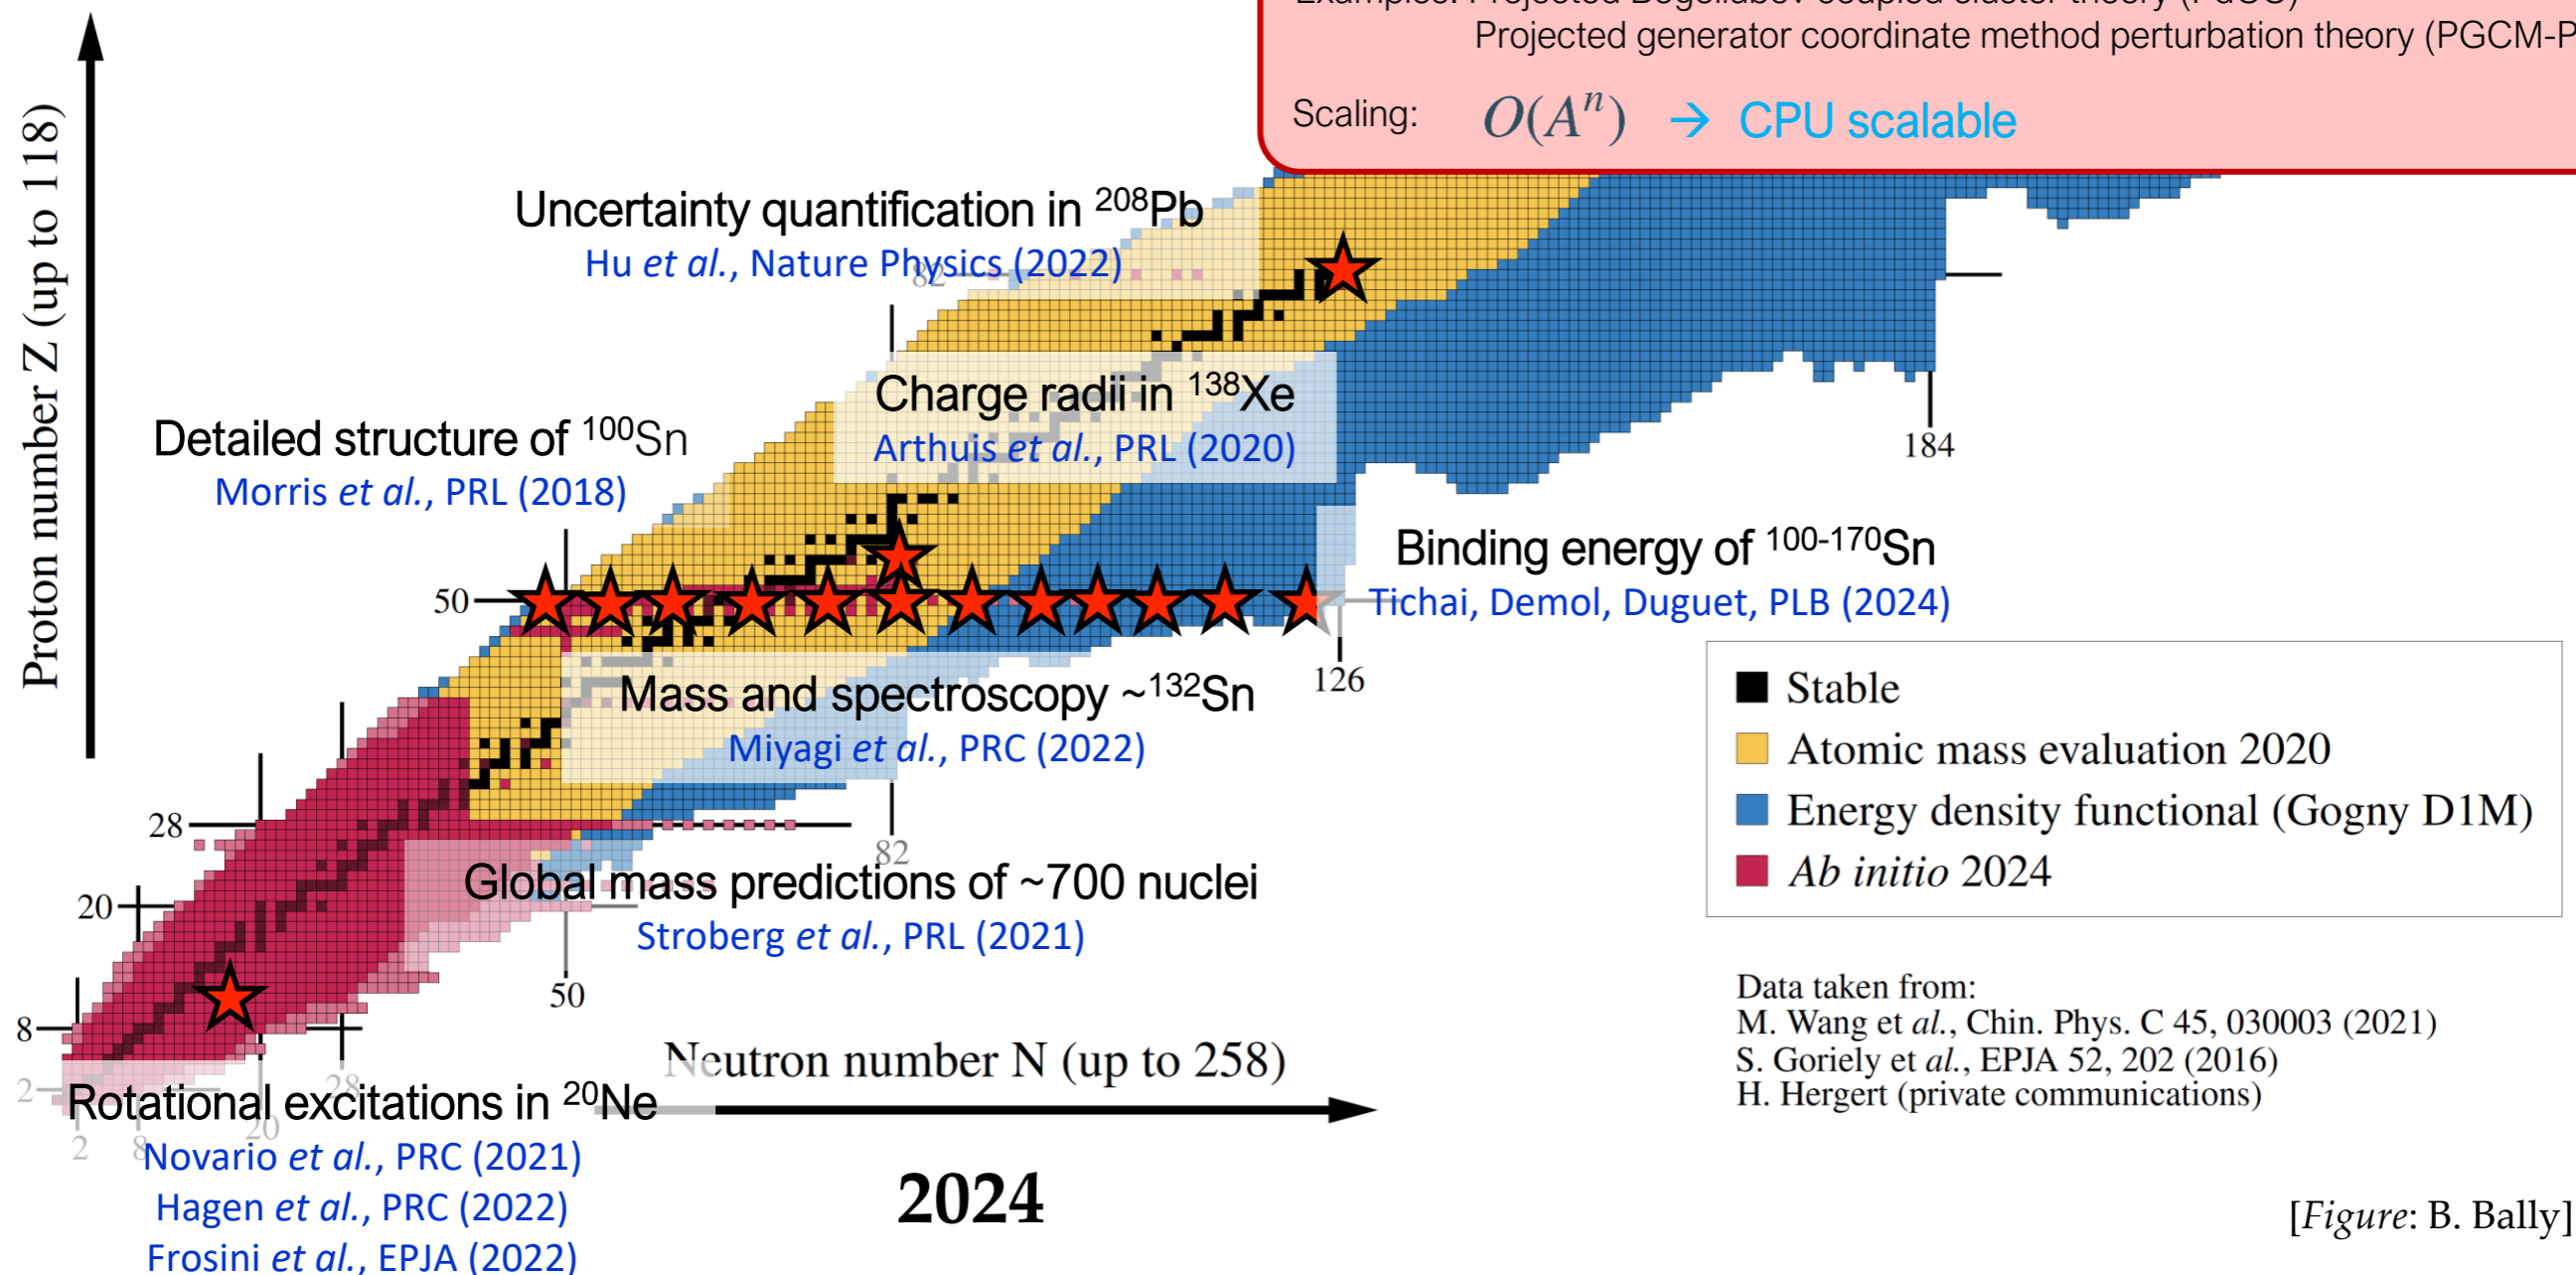 Projected generator coordinate method perturbation theory (PGCM-P
Scaling: O(Aⁿ) → CPU scalable
Proton number Z (up to 118)
Uncertainty quantification in ²⁰⁸Pb
Hu et al., Nature Physics (2022)
82
Charge radii in ¹³⁸Xe
Arthuis et al., PRL (2020)
Detailed structure of ¹⁰⁰Sn
Morris et al., PRL (2018)
184
Binding energy of ¹⁰⁰⁻¹⁷⁰Sn
Tichai, Demol, Duguet, PLB (2024)
50
126
Mass and spectroscopy ~¹³²Sn
Miyagi et al., PRC (2022)
Stable
Atomic mass evaluation 2020
Energy density functional (Gogny D1M)
Ab initio 2024
28
82
Global mass predictions of ~700 nuclei
Stroberg et al., PRL (2021)
20
50
8
Neutron number N (up to 258)
Data taken from:
M. Wang et al., Chin. Phys. C 45, 030003 (2021)
S. Goriely et al., EPJA 52, 202 (2016)
H. Hergert (private communications)
2
28
Rotational excitations in ²⁰Ne
20
2
8
Novario et al., PRC (2021)
Hagen et al., PRC (2022)
Frosini et al., EPJA (2022)
2024
[Figure: B. Bally]